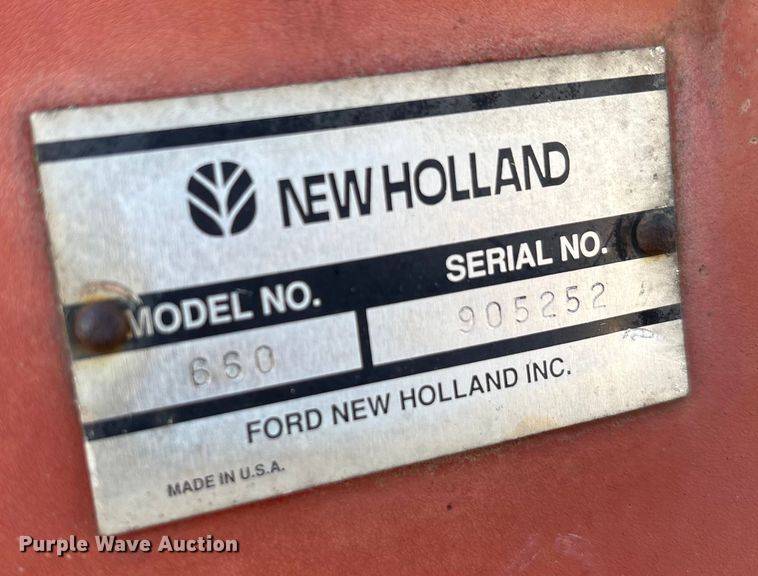 NEW HOLLAND
MODEL NO.
SERIAL NO.
660
905252
FORD NEW HOLLAND INC.
MADE IN U.S.A.
Purple Wave Auction